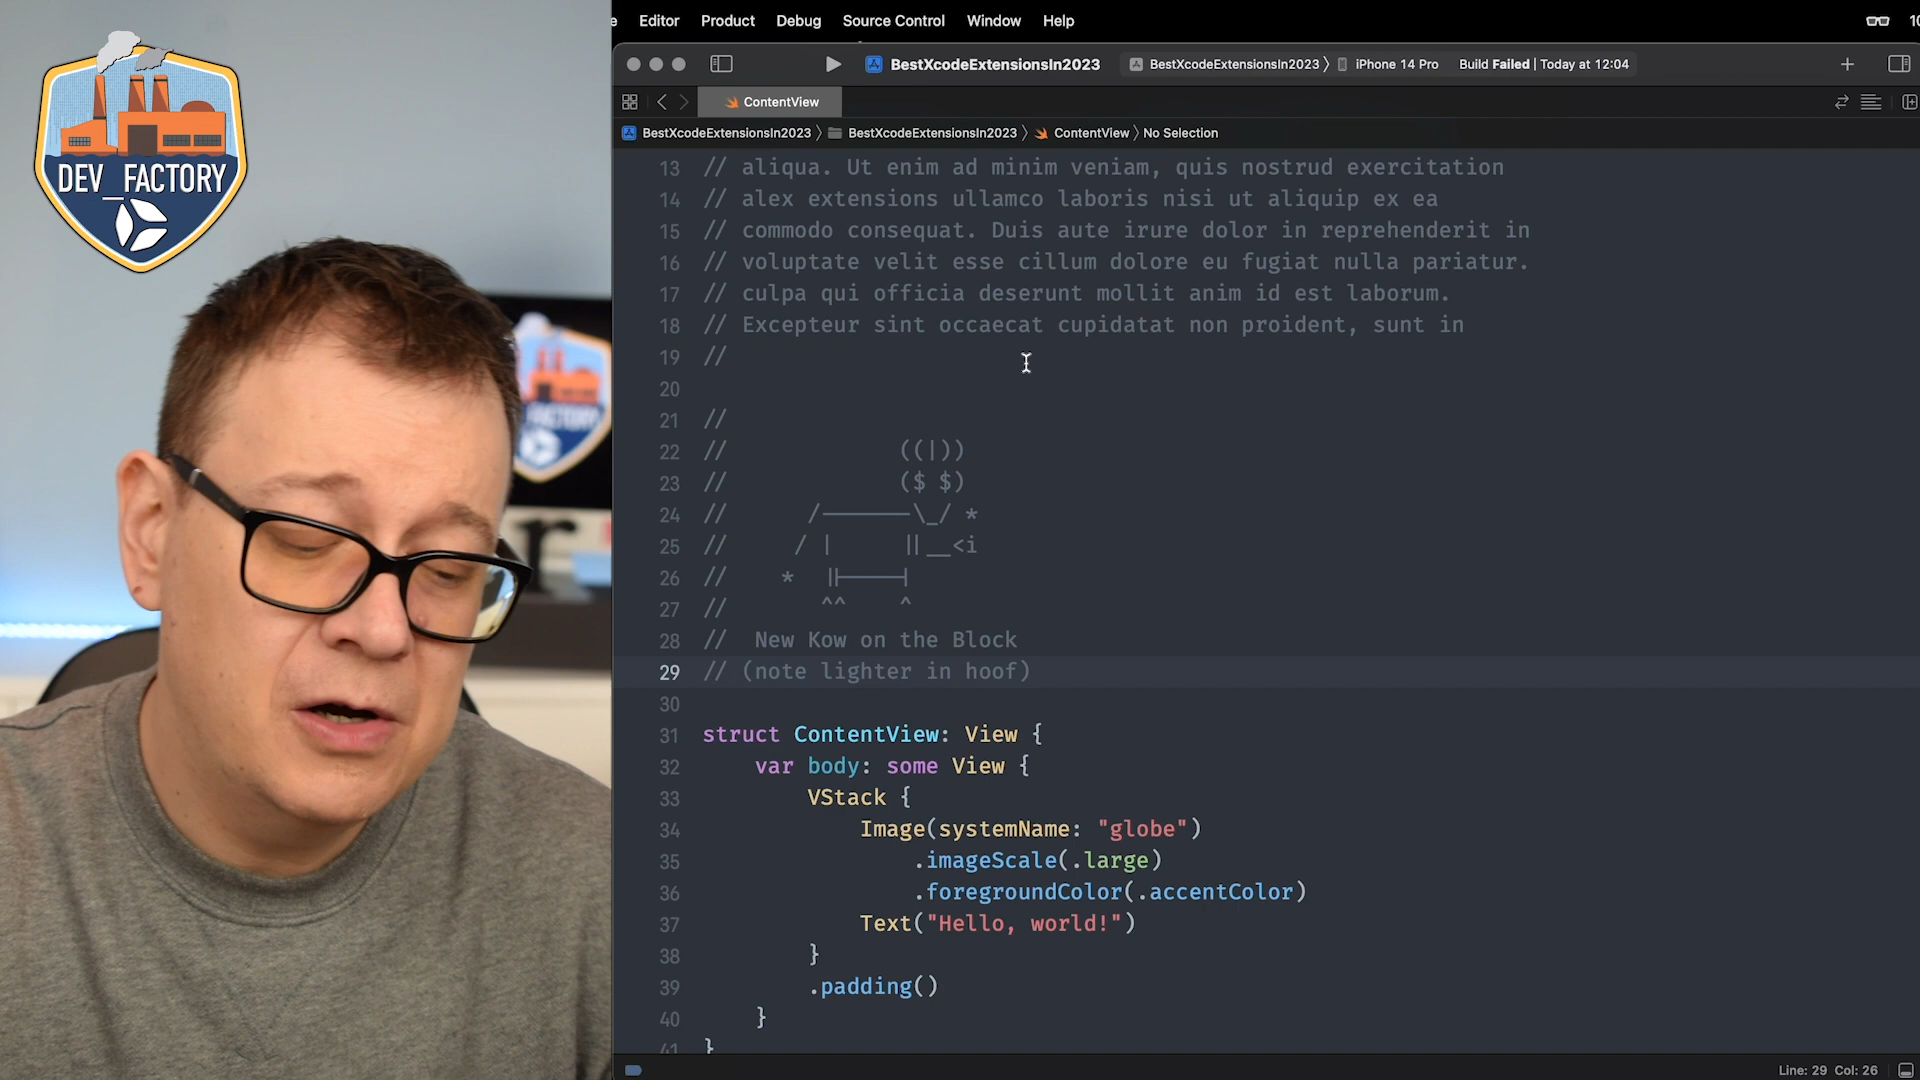 DEV_FACTORY
FACTORY
Editor Product Debug Source Control Window Help
BestXcodeExtensionsIn2023 BestXcodeExtensionsIn2023 〉 iPhone 14 Pro Build Failed | Today at 12:04
ContentView
BestXcodeExtensionsIn2023 〉 BestXcodeExtensionsIn2023 〉 ContentView 〉 No Selection
13 // aliqua. Ut enim ad minim veniam, quis nostrud exercitation
14 // alex extensions ullamco laboris nisi ut aliquip ex ea
15 // commodo consequat. Duis aute irure dolor in reprehenderit in
16 // voluptate velit esse cillum dolore eu fugiat nulla pariatur.
17 // culpa qui officia deserunt mollit anim id est laborum.
18 // Excepteur sint occaecat cupidatat non proident, sunt in
19 //
20
21 //
22 //             ((|))
23 //             ($ $)
24 //      /-------\_/ *
25 //     / |     ||__<i
26 //    *  ||-----|
27 //       ^^    ^
28 //  New Kow on the Block
29 // (note lighter in hoof)
30
31 struct ContentView: View {
32     var body: some View {
33         VStack {
34             Image(systemName: "globe")
35                 .imageScale(.large)
36                 .foregroundColor(.accentColor)
37             Text("Hello, world!")
38         }
39         .padding()
40     }
41 }
Line: 29 Col: 26